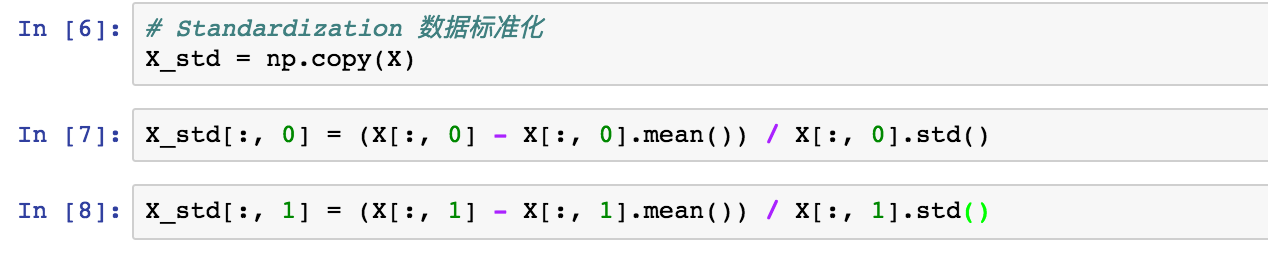 In [6]: # Standardization 数据标准化
X_std = np.copy(X)
In [7]: X_std[:, 0] = (X[:, 0] - X[:, 0].mean()) / X[:, 0].std()
In [8]: X_std[:, 1] = (X[:, 1] - X[:, 1].mean()) / X[:, 1].std()